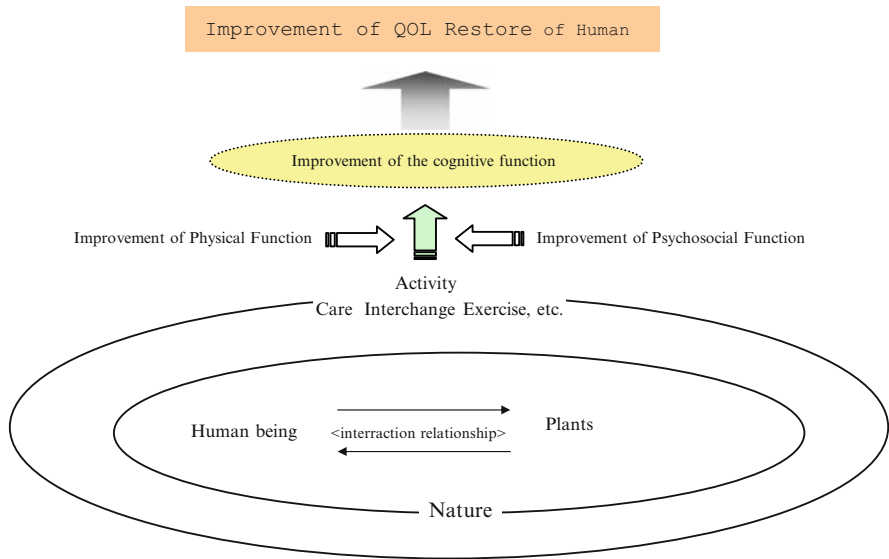 Improvement of QOL Restore of Human
Improvement of the cognitive function
Improvement of Physical Function
Improvement of Psychosocial Function
Activity
Care Interchange Exercise, etc.
Human being
<interraction relationship>
Plants
Nature